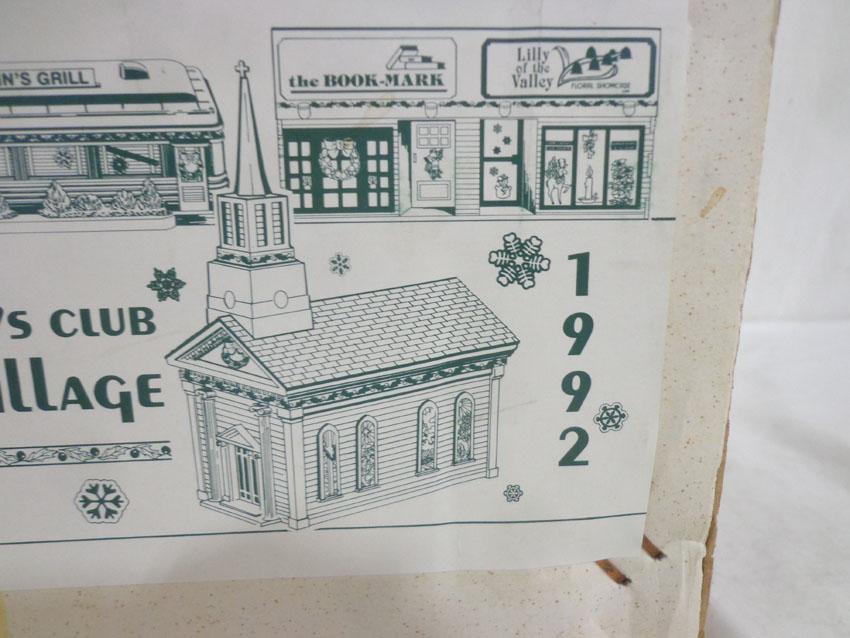 N'S GRILL
the BOOK-MARK
Lilly
of the
Valley
FLORAL SHOWCASE
'S CLUB
illage
1
9
9
2